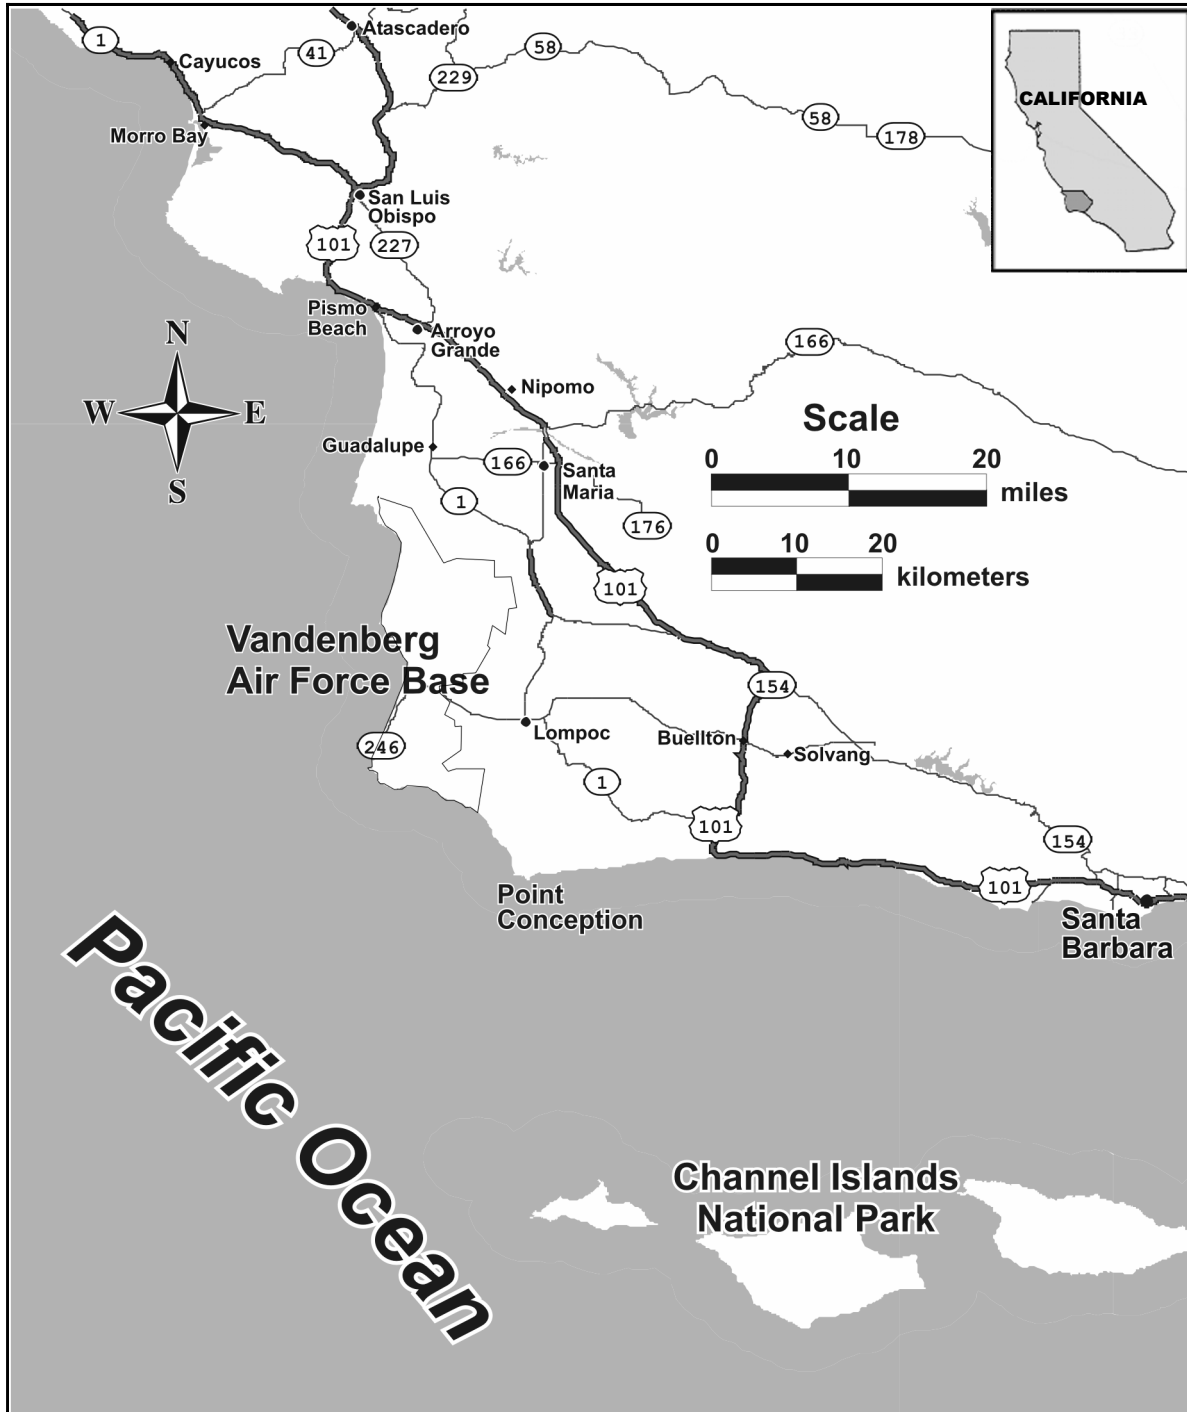 1
Atascadero
41
58
Cayucos
229
CALIFORNIA
58
178
Morro Bay
San Luis
Obispo
101
227
Pismo
Beach
Arroyo
Grande
N
W E
S
166
Nipomo
Scale
Guadalupe
166
Santa
Maria
0 10 20
miles
1
176
0 10 20
kilometers
101
Vandenberg
Air Force Base
154
246
Lompoc
Buellton
Solvang
1
101
154
101
Point
Conception
Santa
Barbara
Pacific Ocean
Channel Islands
National Park